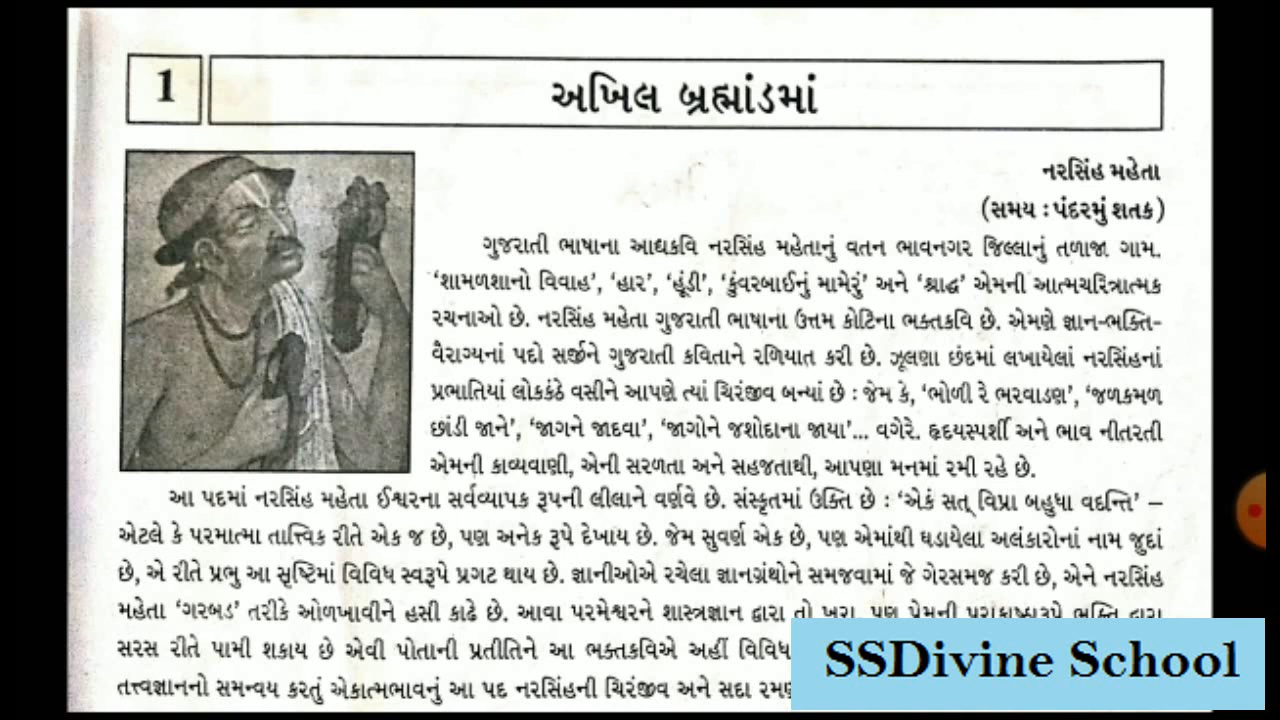 1
અખિલ બ્રહ્માંડમાં
નરસિંહ મહેતા
(સમય : પંદરમું શતક)
ગુજરાતી ભાષાના આદ્યકવિ નરસિંહ મહેતાનું વતન ભાવનગર જિલ્લાનું તળાજા ગામ.
‘શામળશાનો વિવાહ’, ‘હાર’, ‘હૂંડી’, ‘કુંવરબાઈનું મામેરું’ અને ‘શ્રાદ્ધ’ એમની આત્મચરિત્રાત્મક
રચનાઓ છે. નરસિંહ મહેતા ગુજરાતી ભાષાના ઉત્તમ કોટિના ભક્તકવિ છે. એમણે જ્ઞાન-ભક્તિ-
વૈરાગ્યનાં પદો સર્જીને ગુજરાતી કવિતાને રળિયાત કરી છે. ઝૂલણા છંદમાં લખાયેલાં નરસિંહનાં
પ્રભાતિયાં લોકકંઠે વસીને આપણે ત્યાં ચિરંજીવ બન્યાં છે : જેમ કે, ‘ભોળી રે ભરવાડણ’, ‘જળકમળ
છાંડી જાને’, ‘જાગને જાદવા’, ‘જાગોને જશોદાના જાયા’... વગેરે. હૃદયસ્પર્શી અને ભાવ નીતરતી
એમની કાવ્યવાણી, એની સરળતા અને સહજતાથી, આપણા મનમાં રમી રહે છે.
આ પદમાં નરસિંહ મહેતા ઈશ્વરના સર્વવ્યાપક રૂપની લીલાને વર્ણવે છે. સંસ્કૃતમાં ઉક્તિ છે : ‘એકં સત્ વિપ્રા બહુધા વદન્તિ’ –
એટલે કે પરમાત્મા તાત્ત્વિક રીતે એક જ છે, પણ અનેક રૂપે દેખાય છે. જેમ સુવર્ણ એક છે, પણ એમાંથી ઘડાયેલાં અલંકારોનાં નામ જુદાં
છે, એ રીતે પ્રભુ આ સૃષ્ટિમાં વિવિધ સ્વરૂપે પ્રગટ થાય છે. જ્ઞાનીઓએ રચેલા જ્ઞાનગ્રંથોને સમજવામાં જે ગેરસમજ કરી છે, એને નરસિંહ
મહેતા ‘ગરબડ’ તરીકે ઓળખાવીને હસી કાઢે છે. આવા પરમેશ્વરને શાસ્ત્રજ્ઞાન દ્વારા તો ખરા, પણ પ્રેમની પરાકાષ્ઠારૂપે ભક્તિ દ્વારા
સરસ રીતે પામી શકાય છે એવી પોતાની પ્રતીતિને આ ભક્તકવિએ અહીં વિવિધ
તત્ત્વજ્ઞાનનો સમન્વય કરતું એકાત્મભાવનું આ પદ નરસિંહની ચિરંજીવ અને સદા
SSDivine School